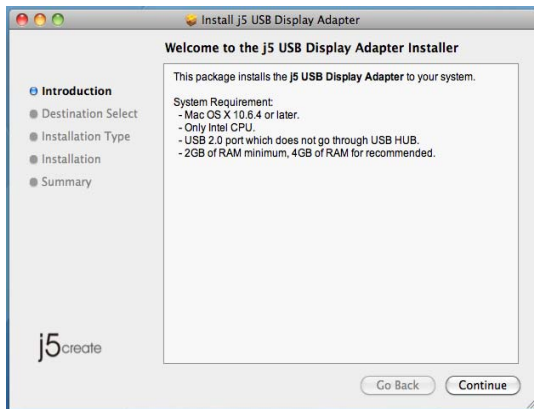 Install j5 USB Display Adapter
Welcome to the j5 USB Display Adapter Installer
Introduction
Destination Select
Installation Type
Installation
Summary
This package installs the j5 USB Display Adapter to your system.
System Requirement:
- Mac OS X 10.6.4 or later.
- Only Intel CPU.
- USB 2.0 port which does not go through USB HUB.
- 2GB of RAM minimum, 4GB of RAM for recommended.
j5create
Go Back
Continue